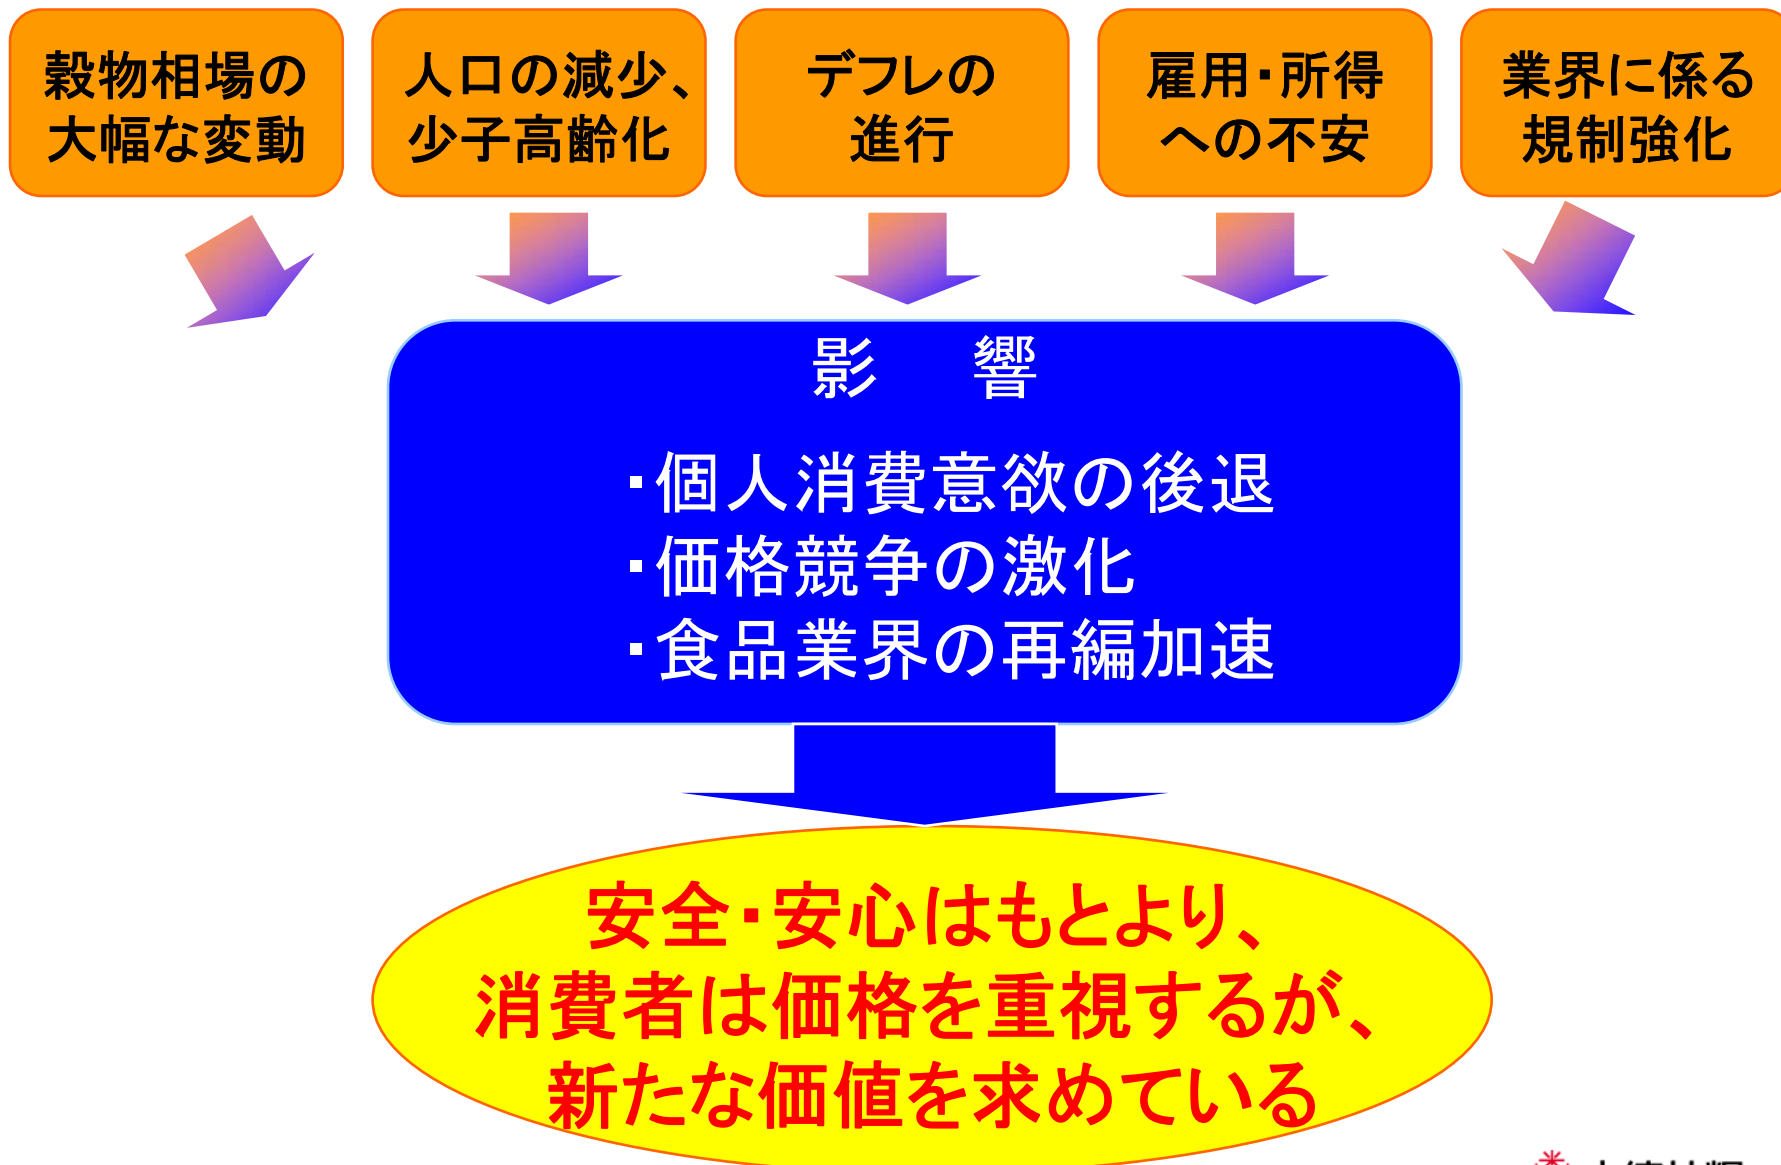 穀物相場の
大幅な変動
人口の減少、
少子高齢化
デフレの
進行
雇用・所得
への不安
業界に係る
規制強化
影　響
・個人消費意欲の後退
・価格競争の激化
・食品業界の再編加速
安全・安心はもとより、
消費者は価格を重視するが、
新たな価値を求めている